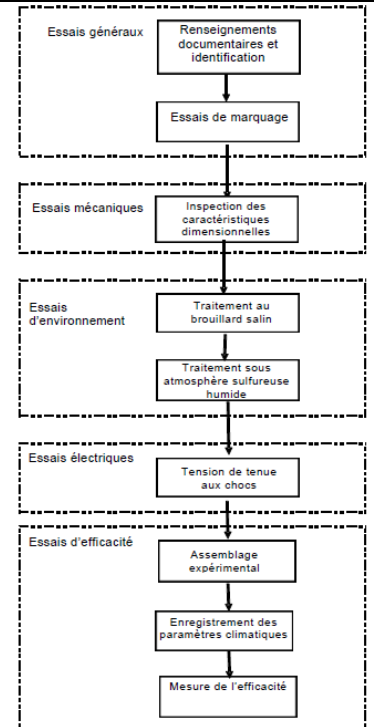 Essais généraux
Renseignements
documentaires et
identification
Essais de marquage
Essais mécaniques
Inspection des
caractéristiques
dimensionnelles
Essais
d'environnement
Traitement au
brouillard salin
Traitement sous
atmosphère sulfureuse
humide
Essais électriques
Tension de tenue
aux chocs
Essais d'efficacité
Assemblage
expérimental
Enregistrement des
paramètres climatiques
Mesure de l'efficacité